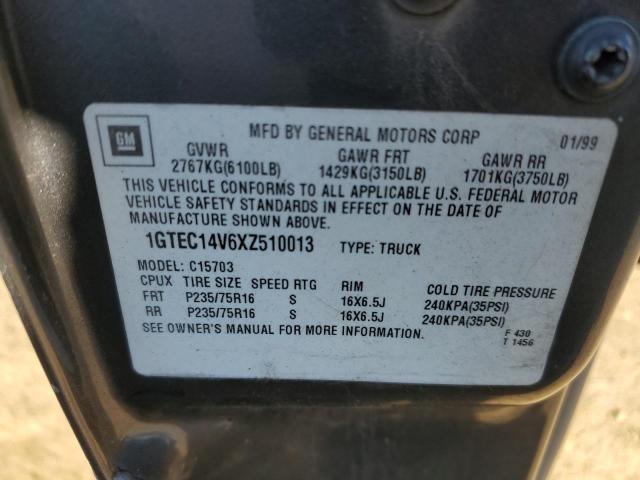 GM
MFD BY GENERAL MOTORS CORP 01/99
GVWR GAWR FRT GAWR RR
2767KG(6100LB) 1429KG(3150LB) 1701KG(3750LB)
THIS VEHICLE CONFORMS TO ALL APPLICABLE U.S. FEDERAL MOTOR
VEHICLE SAFETY STANDARDS IN EFFECT ON THE DATE OF
MANUFACTURE SHOWN ABOVE.
1GTEC14V6XZ510013 TYPE: TRUCK
MODEL: C15703
CPUX TIRE SIZE SPEED RTG RIM COLD TIRE PRESSURE
FRT P235/75R16 S 16X6.5J 240KPA(35PSI)
RR P235/75R16 S 16X6.5J 240KPA(35PSI)
SEE OWNER'S MANUAL FOR MORE INFORMATION.
F 430
T 1456